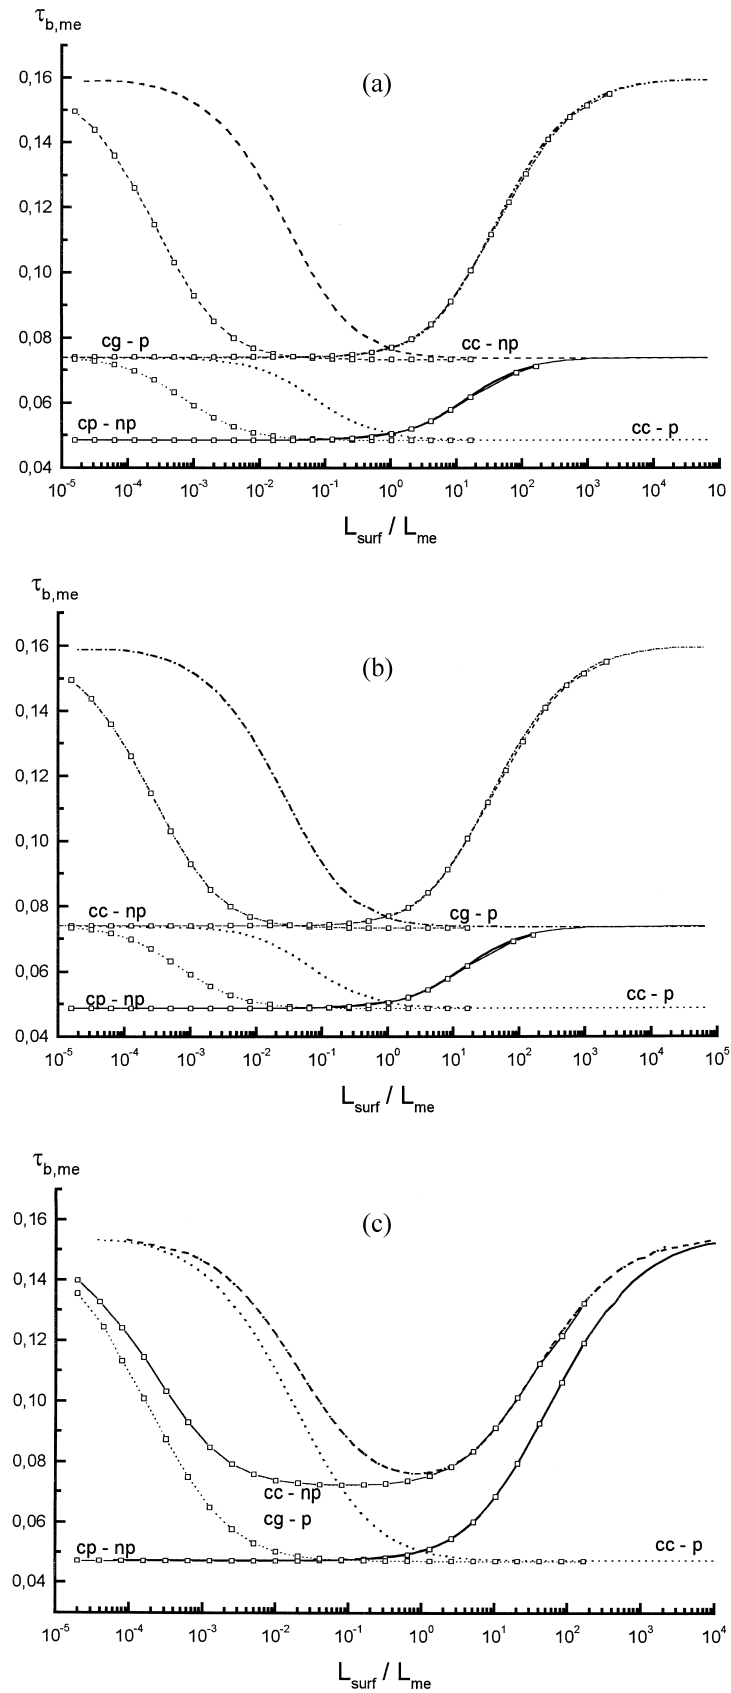 τb,me
(a)
0,16
0,14
0,12
0,10
0,08
0,06
0,04
cg - p
cc - np
cp - np
cc - p
10-5 10-4 10-3 10-2 10-1 100 101 102 103 104 10
Lsurf / Lme
τb,me
(b)
0,16
0,14
0,12
0,10
0,08
0,06
0,04
cc - np
cg - p
cp - np
cc - p
10-5 10-4 10-3 10-2 10-1 100 101 102 103 104 105
Lsurf / Lme
τb,me
(c)
0,16
0,14
0,12
0,10
0,08
0,06
0,04
cc - np
cg - p
cp - np
cc - p
10-5 10-4 10-3 10-2 10-1 100 101 102 103 104
Lsurf / Lme